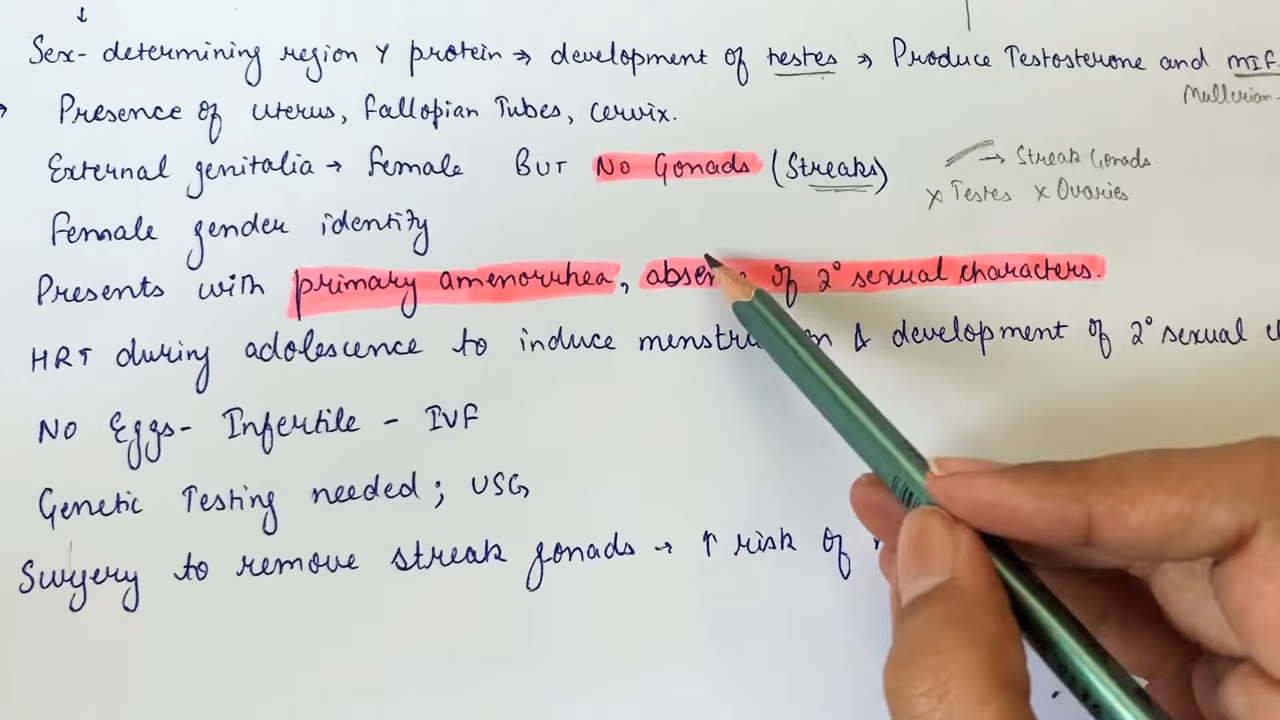 Sex- determining region Y protein → development of testes → Produce Testosterone and MIF
Mullerian-
Presence of uterus, Fallopian Tubes, Cervix.
External genitalia → Female But No Gonads (Streaks)
→ Streak Gonads.
x Testes x Ovaries.
Female gender identity
Presents with primary amenorrhea, of 2° sexual characters.
HRT during adolescence to induce & development of 2° sexual
No Eggs- Infertile - IVF
Genetic Testing needed; USG
Surgery to remove streak gonads → ↑ risk of